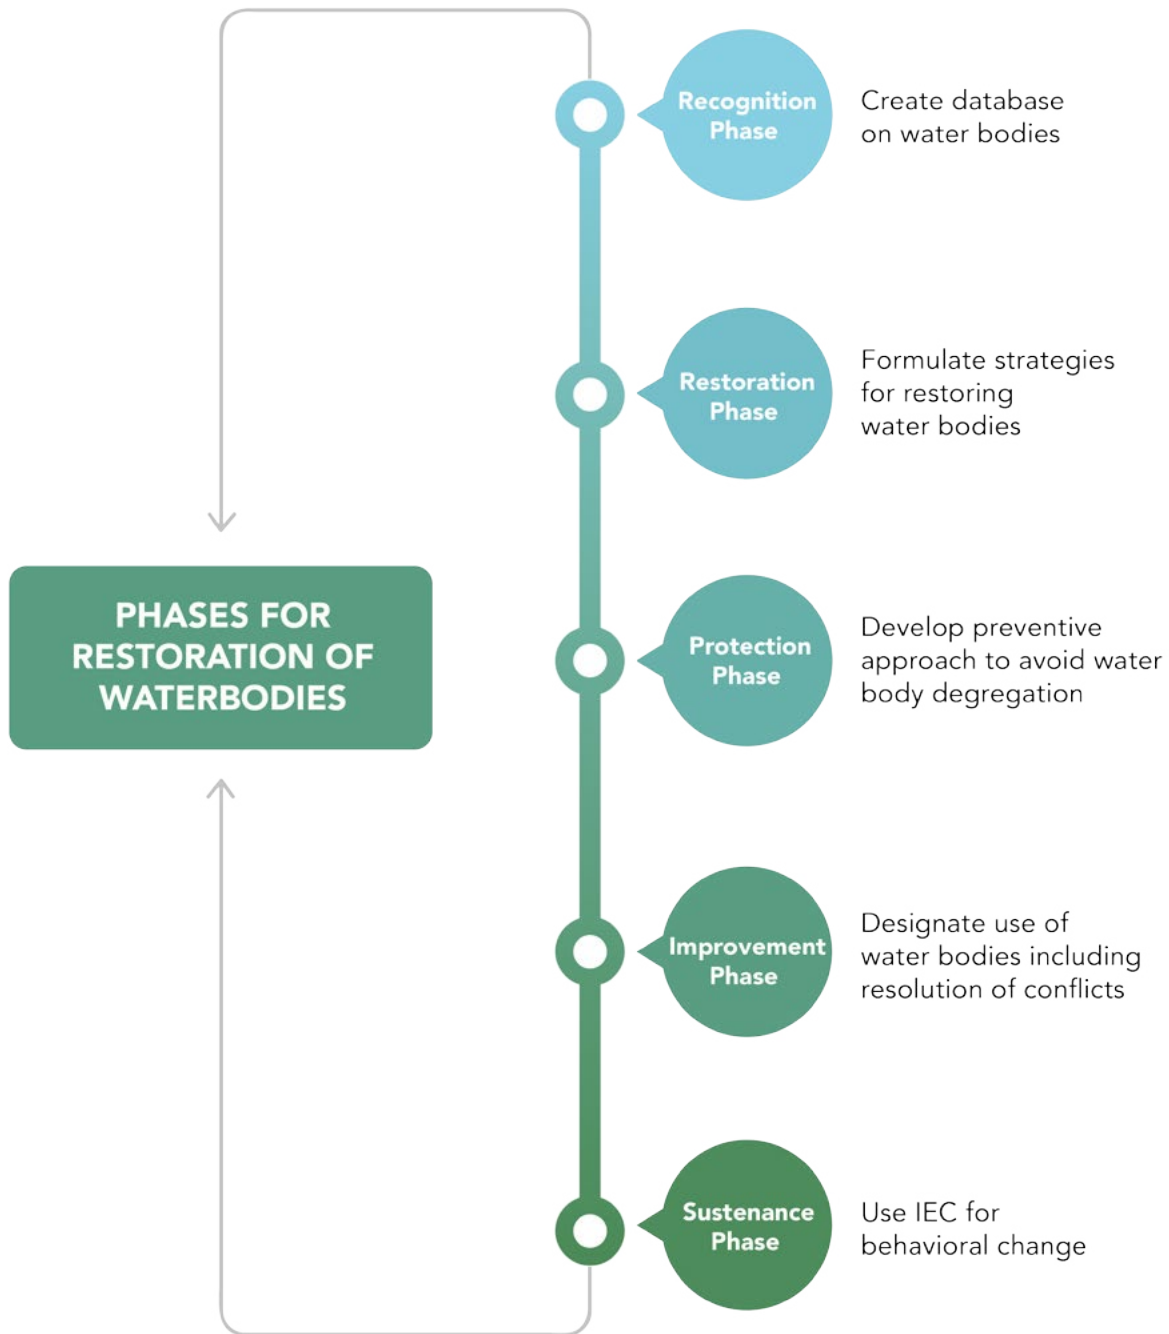 Recognition
Phase
Create database
on water bodies
Restoration
Phase
Formulate strategies
for restoring
water bodies
PHASES FOR
RESTORATION OF
WATERBODIES
Protection
Phase
Develop preventive
approach to avoid water
body degregation
Improvement
Phase
Designate use of
water bodies including
resolution of conflicts
Sustenance
Phase
Use IEC for
behavioral change